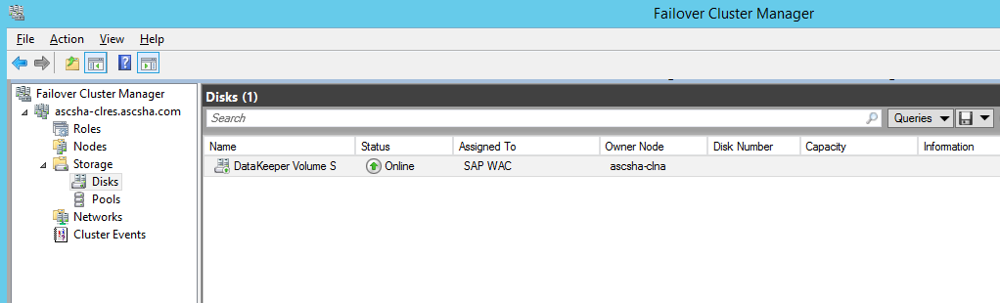 Failover Cluster Manager
File Action View Help
Failover Cluster Manager
ascsha-clres.ascsha.com
Roles
Nodes
Storage
Disks
Pools
Networks
Cluster Events
Disks (1)
Search
Queries
Name Status Assigned To Owner Node Disk Number Capacity Information
DataKeeper Volume S Online SAP WAC ascsha-clna